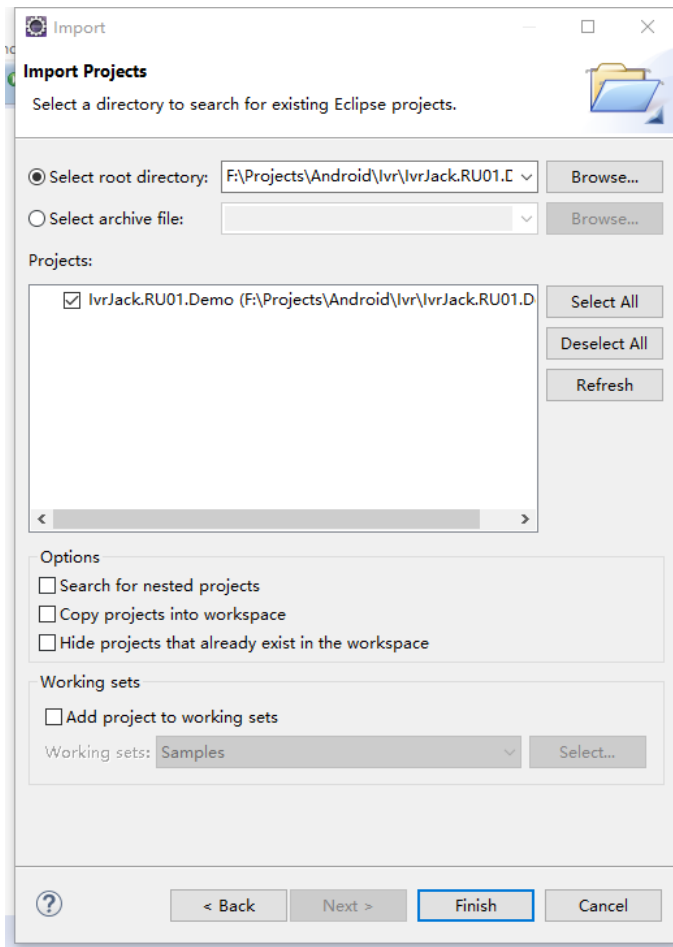 Import
Import Projects
Select a directory to search for existing Eclipse projects.
Select root directory: F:\Projects\Android\Ivr\IvrJack.RU01.D Browse...
Select archive file: Browse...
Projects:
IvrJack.RU01.Demo (F:\Projects\Android\Ivr\IvrJack.RU01.D
Select All
Deselect All
Refresh
Options
Search for nested projects
Copy projects into workspace
Hide projects that already exist in the workspace
Working sets
Add project to working sets
Working sets: Samples Select...
< Back Next > Finish Cancel